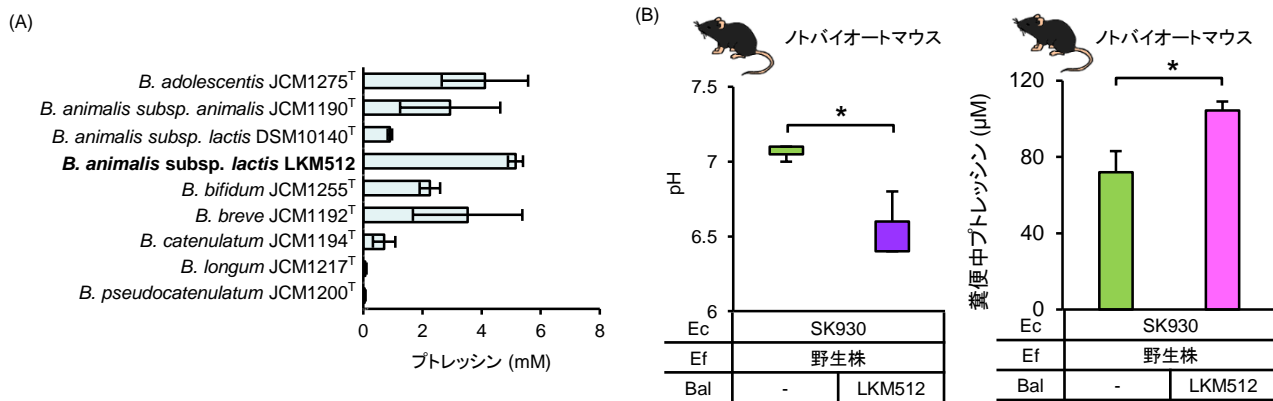 (A)
B. adolescentis JCM1275T
B. animalis subsp. animalis JCM1190T
B. animalis subsp. lactis DSM10140T
B. animalis subsp. lactis LKM512
B. bifidum JCM1255T
B. breve JCM1192T
B. catenulatum JCM1194T
B. longum JCM1217T
B. pseudocatenulatum JCM1200T
0 2 4 6 8
プトレッシン (mM)
(B)
ノトバイオートマウス
7.5
7
6.5
6
pH
*
Ec SK930
Ef 野生株
Bal - LKM512
ノトバイオートマウス
120
80
40
0
糞便中プトレッシン (µM)
*
Ec SK930
Ef 野生株
Bal - LKM512